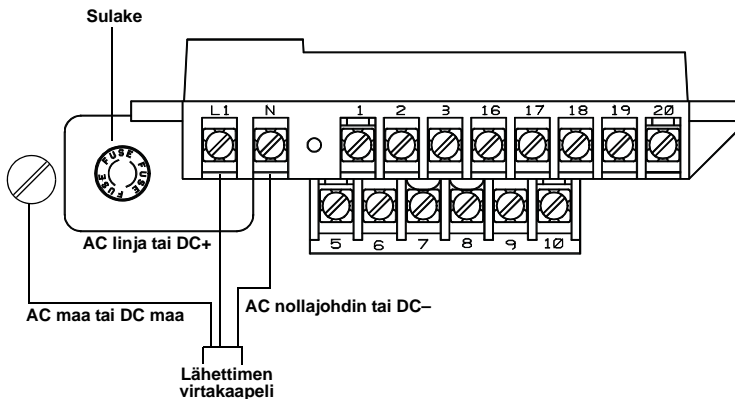 Sulake
L1 N 1 2 3 16 17 18 19 20
FUSE FUSE FUSE FUSE
5 6 7 8 9 10
AC linja tai DC+
AC maa tai DC maa
AC nollajohdin tai DC–
Lähettimen
virtakaapeli